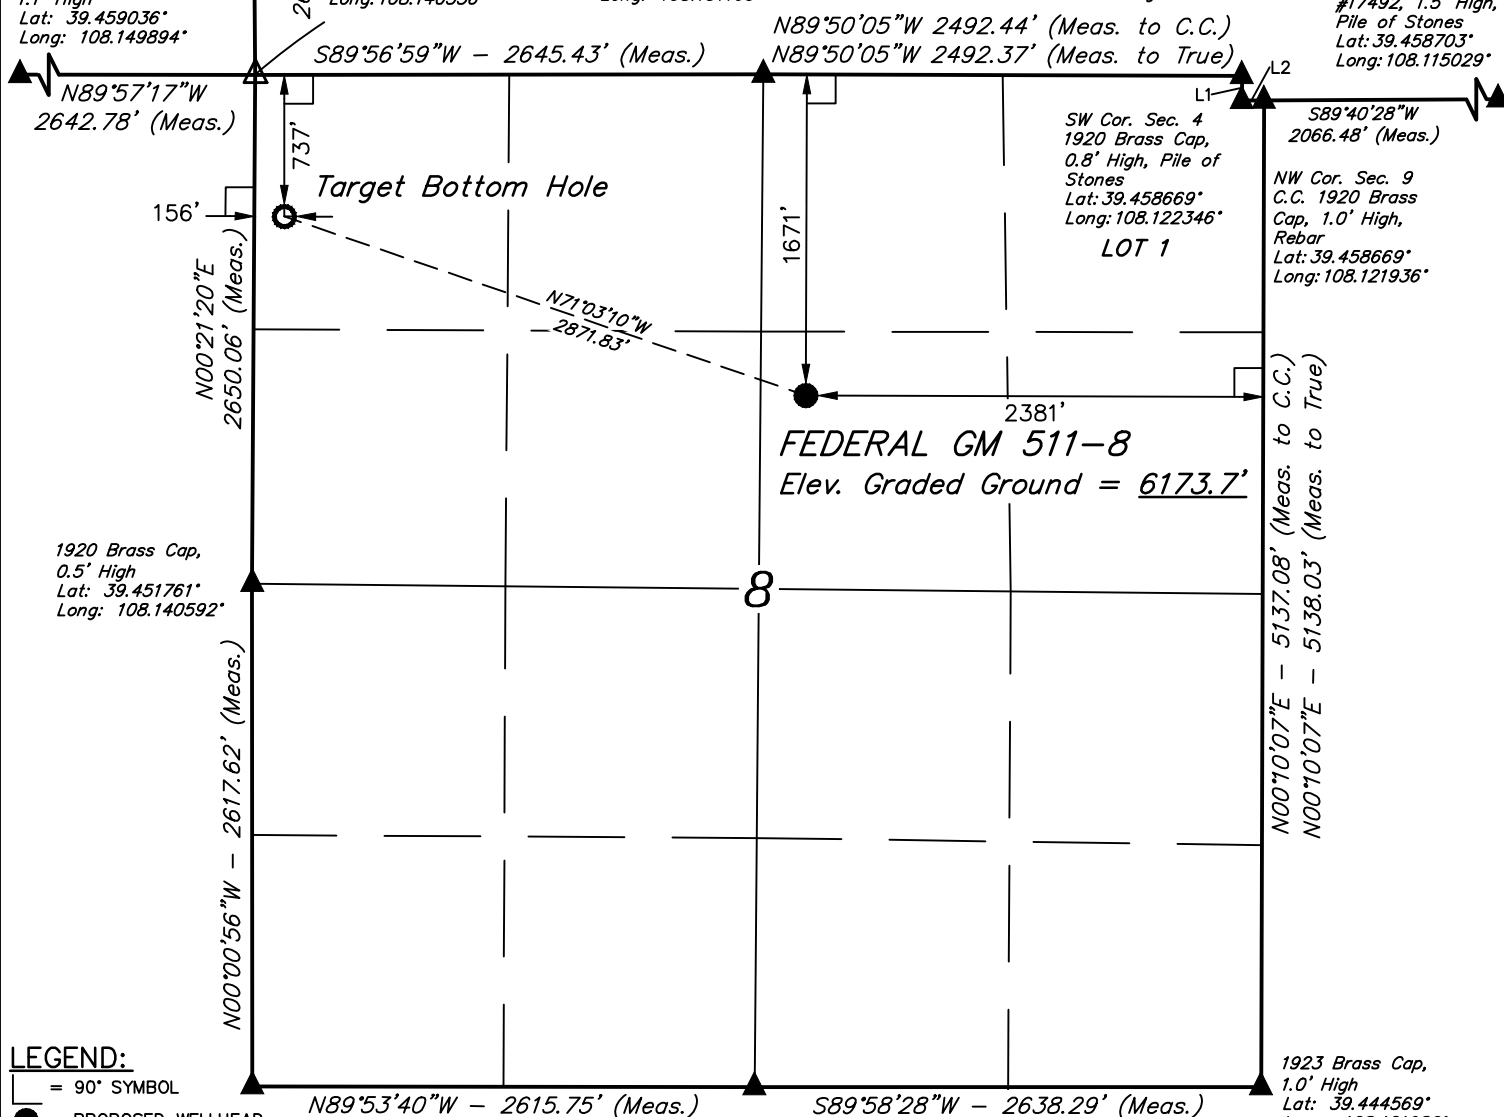 Lat: 39.459036°
Long: 108.149894°
N89°50'05"W 2492.44' (Meas. to C.C.)
N89°50'05"W 2492.37' (Meas. to True)
S89°56'59"W – 2645.43' (Meas.)
#17492, 1.5' High,
Pile of Stones
Lat: 39.458703°
Long: 108.115029°
N89°57'17"W
2642.78' (Meas.)
L2
L1
S89°40'28"W
2066.48' (Meas.)
SW Cor. Sec. 4
1920 Brass Cap,
0.8' High, Pile of
Stones
Lat: 39.458669°
Long: 108.122346°
LOT 1
NW Cor. Sec. 9
C.C. 1920 Brass
Cap, 1.0' High,
Rebar
Lat: 39.458669°
Long: 108.121936°
737'
Target Bottom Hole
156'
1671'
N00°21'20"E
2650.06' (Meas.)
N71°03'10"W
2871.83'
2381'
FEDERAL GM 511–8
Elev. Graded Ground = 6173.7'
N00°10'07"E – 5137.08' (Meas. to C.C.)
N00°10'07"E – 5138.03' (Meas. to True)
1920 Brass Cap,
0.5' High
Lat: 39.451761°
Long: 108.140592°
8
N00°00'56"W – 2617.62' (Meas.)
LEGEND:
= 90° SYMBOL
PROPOSED WELLHEAD
N89°53'40"W – 2615.75' (Meas.)
S89°58'28"W – 2638.29' (Meas.)
1923 Brass Cap,
1.0' High
Lat: 39.444569°